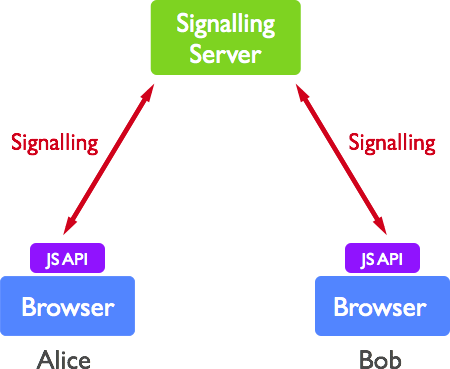 Signalling
Server
Signalling
Signalling
JS API
JS API
Browser
Browser
Alice
Bob